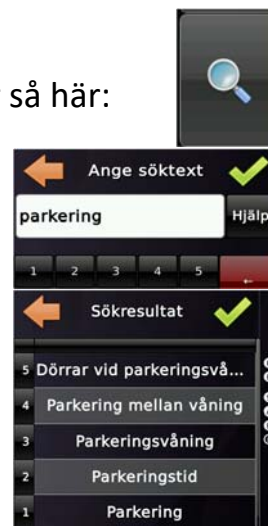 så här:
Ange söktext
parkering
Hjälp
1 2 3 4 5 ←
Sökresultat
5 Dörrar vid parkeringsvå...
4 Parkering mellan våning
3 Parkeringsvåning
2 Parkeringstid
1 Parkering